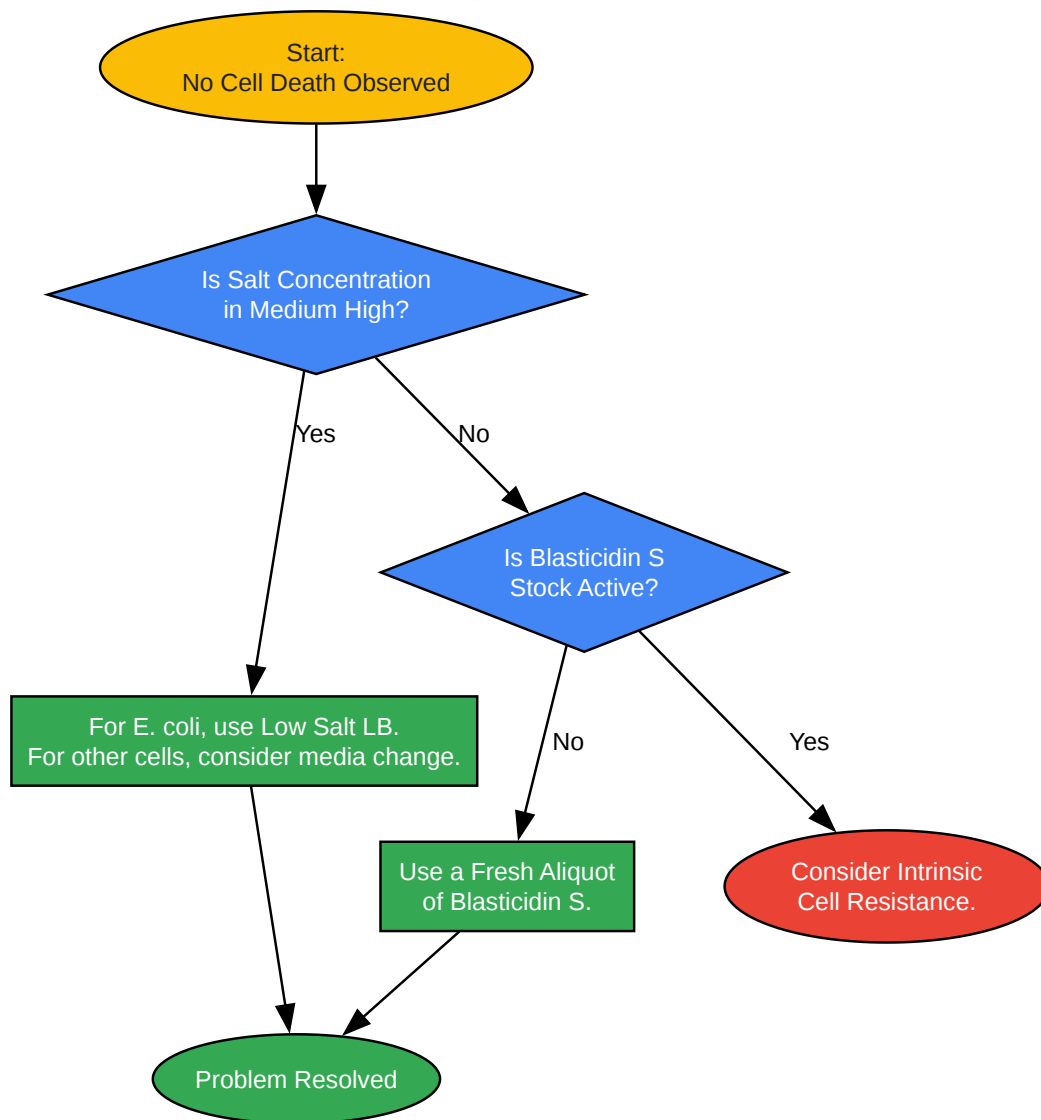 Start:
No Cell Death Observed
Is Salt Concentration
in Medium High?
Yes
No
Is Blasticidin S
Stock Active?
For E. coli, use Low Salt LB.
For other cells, consider media change.
No
Yes
Use a Fresh Aliquot
of Blasticidin S.
Consider Intrinsic
Cell Resistance.
Problem Resolved